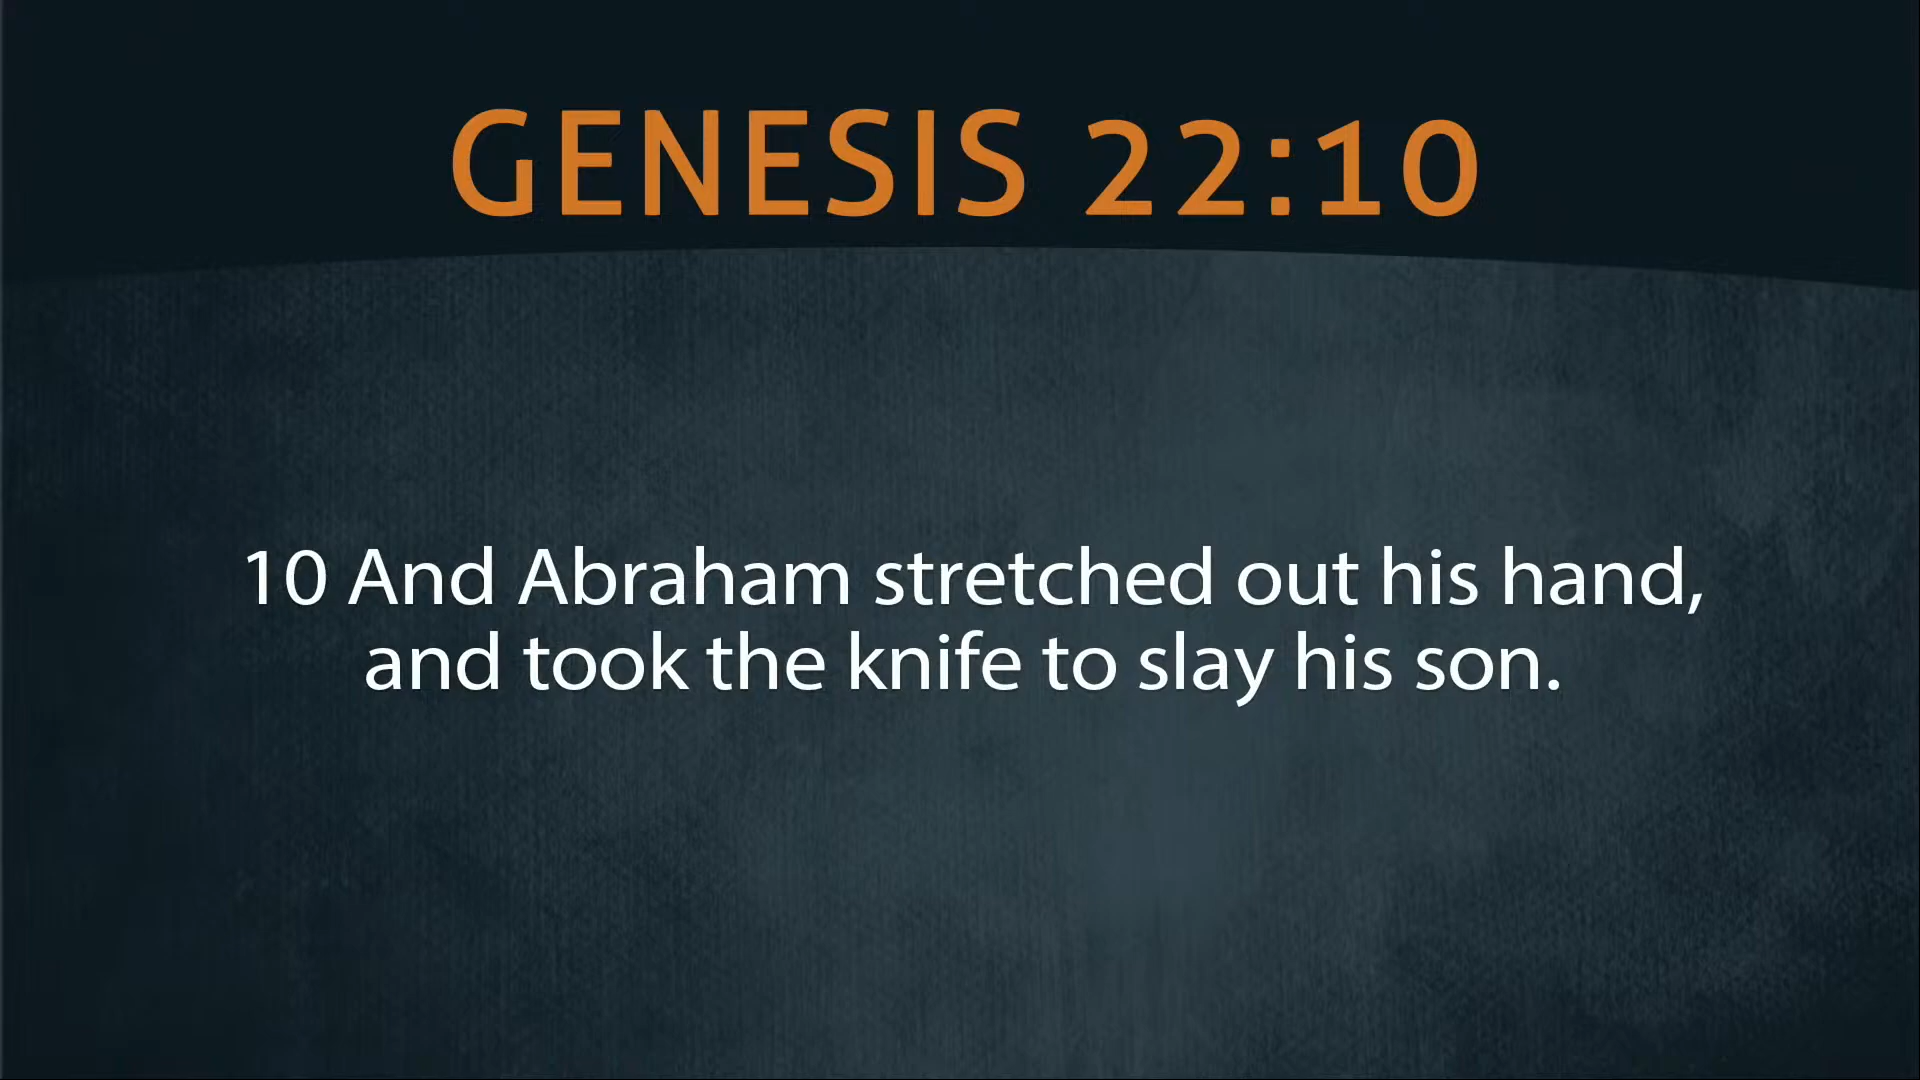 GENESIS 22:10
10 And Abraham stretched out his hand,
and took the knife to slay his son.